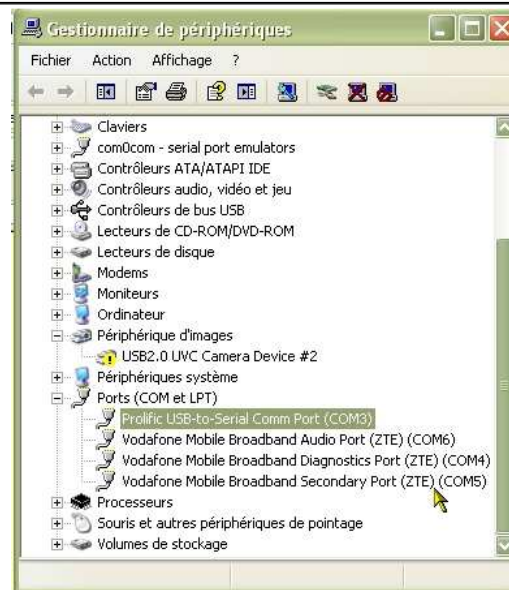 Gestionnaire de périphériques
Fichier Action Affichage ?
Claviers
com0com - serial port emulators
Contrôleurs ATA/ATAPI IDE
Contrôleurs audio, vidéo et jeu
Contrôleurs de bus USB
Lecteurs de CD-ROM/DVD-ROM
Lecteurs de disque
Modems
Moniteurs
Ordinateur
Périphérique d'images
USB2.0 UVC Camera Device #2
Périphériques système
Ports (COM et LPT)
Prolific USB-to-Serial Comm Port (COM3)
Vodafone Mobile Broadband Audio Port (ZTE) (COM6)
Vodafone Mobile Broadband Diagnostics Port (ZTE) (COM4)
Vodafone Mobile Broadband Secondary Port (ZTE) (COM5)
Processeurs
Souris et autres périphériques de pointage
Volumes de stockage